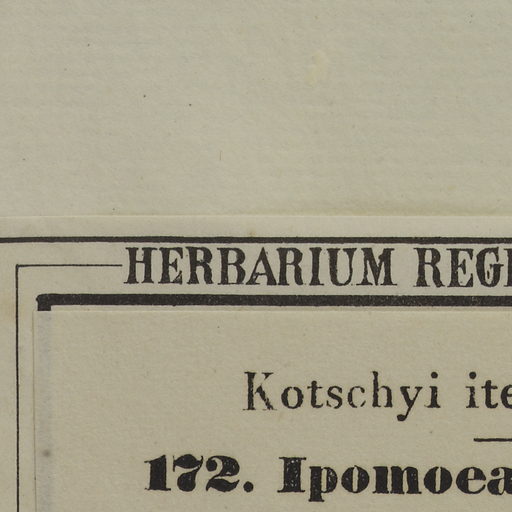 HERBARIUM REG
Kotschyi ite
172. Ipomoea